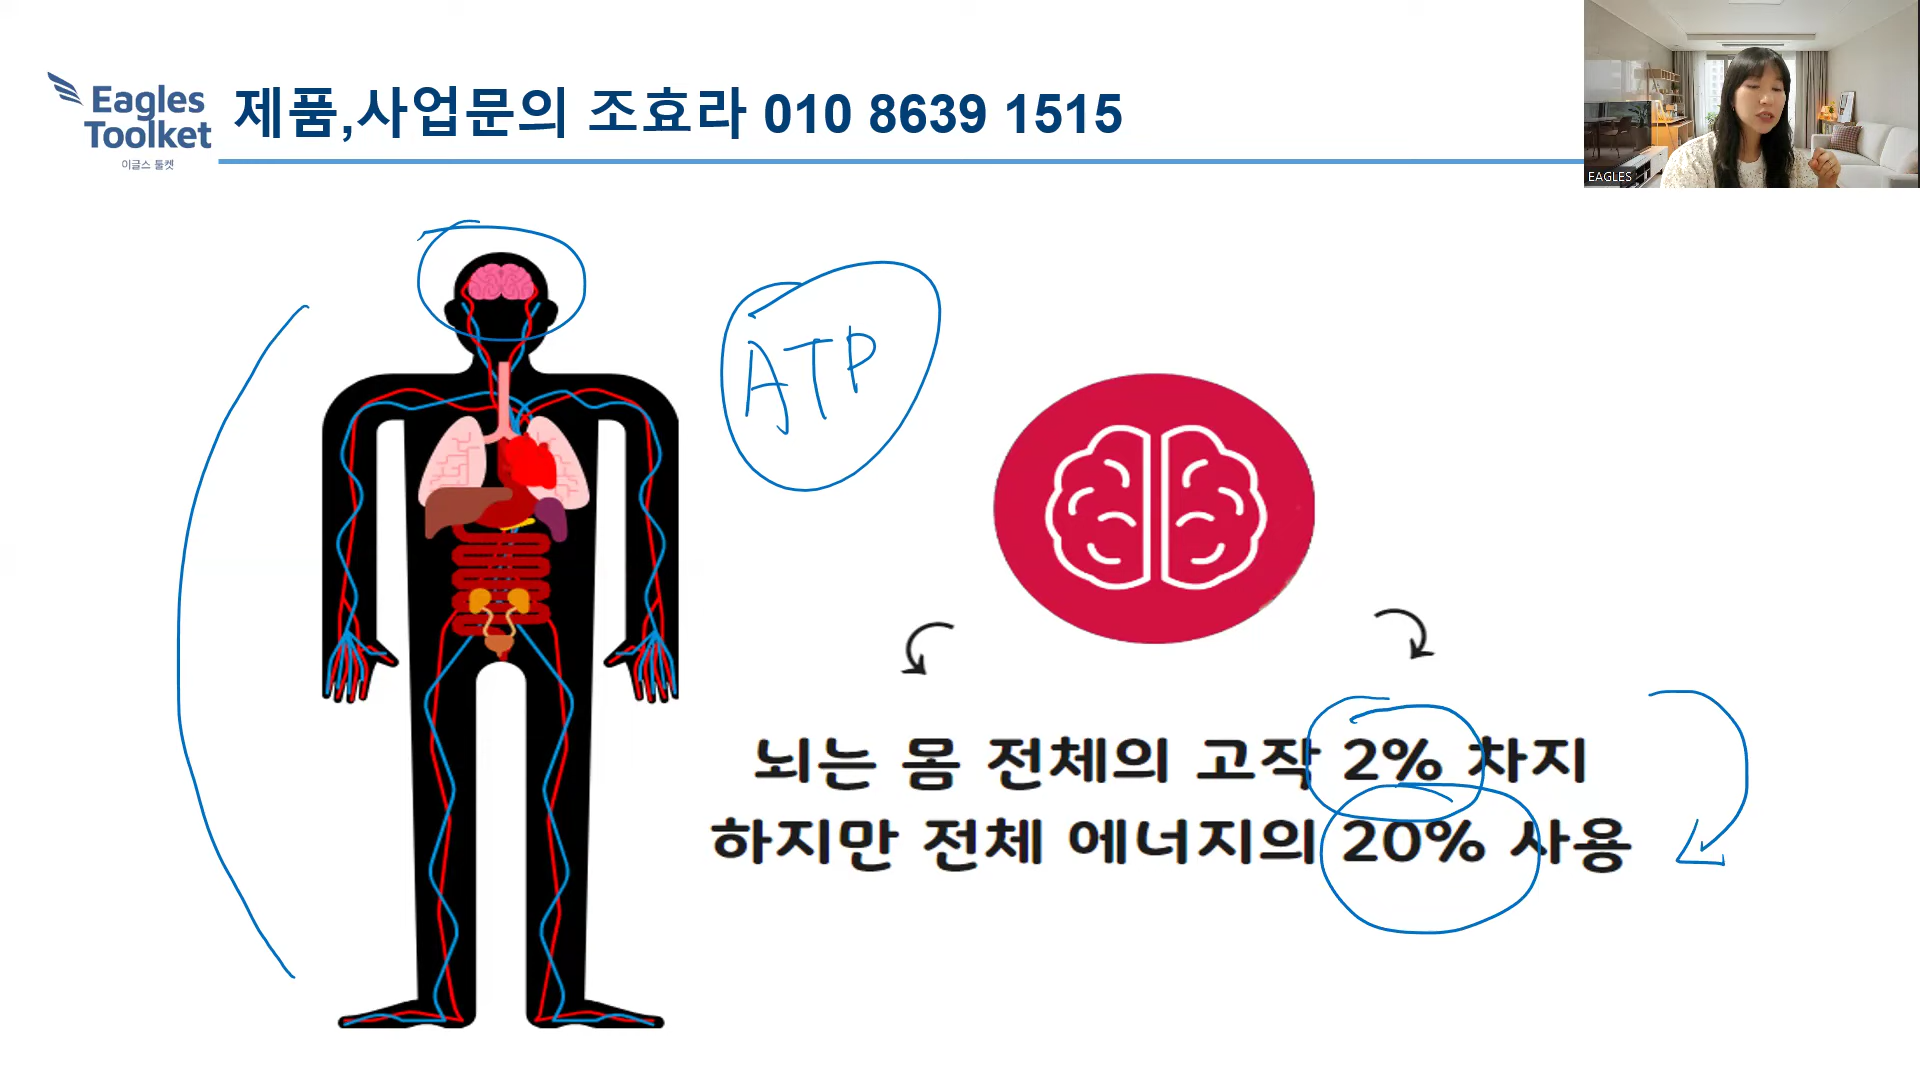 Eagles
Toolket
이글스 툴켓
제품,사업문의 조효라 010 8639 1515
EAGLES
ATP
뇌는 몸 전체의 고작 2% 차지
하지만 전체 에너지의 20% 사용